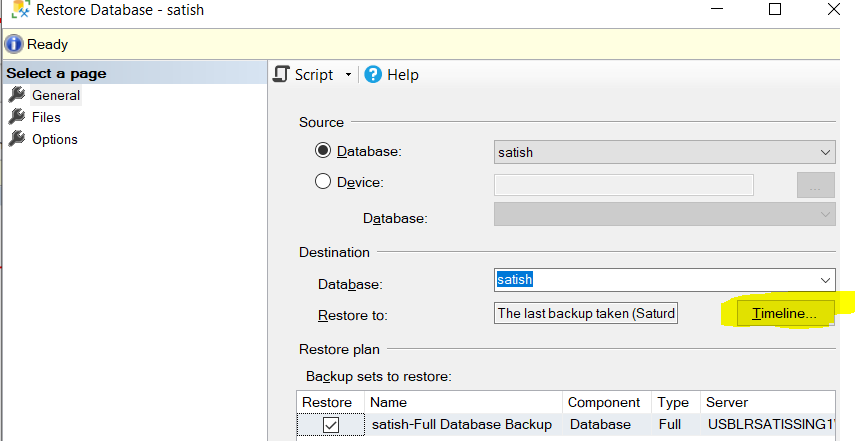 Restore Database - satish
Ready
Select a page
General
Files
Options
Script
Help
Source
Database: satish
Device: ...
Database:
Destination
Database: satish
Restore to: The last backup taken (Saturd Timeline...
Restore plan
Backup sets to restore:
Restore Name Component Type Server
satish-Full Database Backup Database Full USBLRSATISSING1